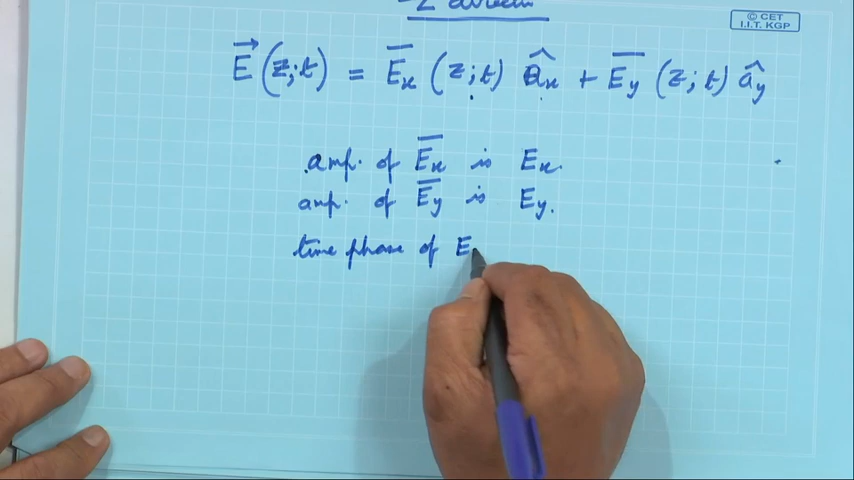 © CET
I.I.T. KGP
E⃗ (z;t) = E̅x (z;t) âx + E̅y (z;t) ây
amp. of E̅x is Ex.
amp. of E̅y is Ey.
time phase of E